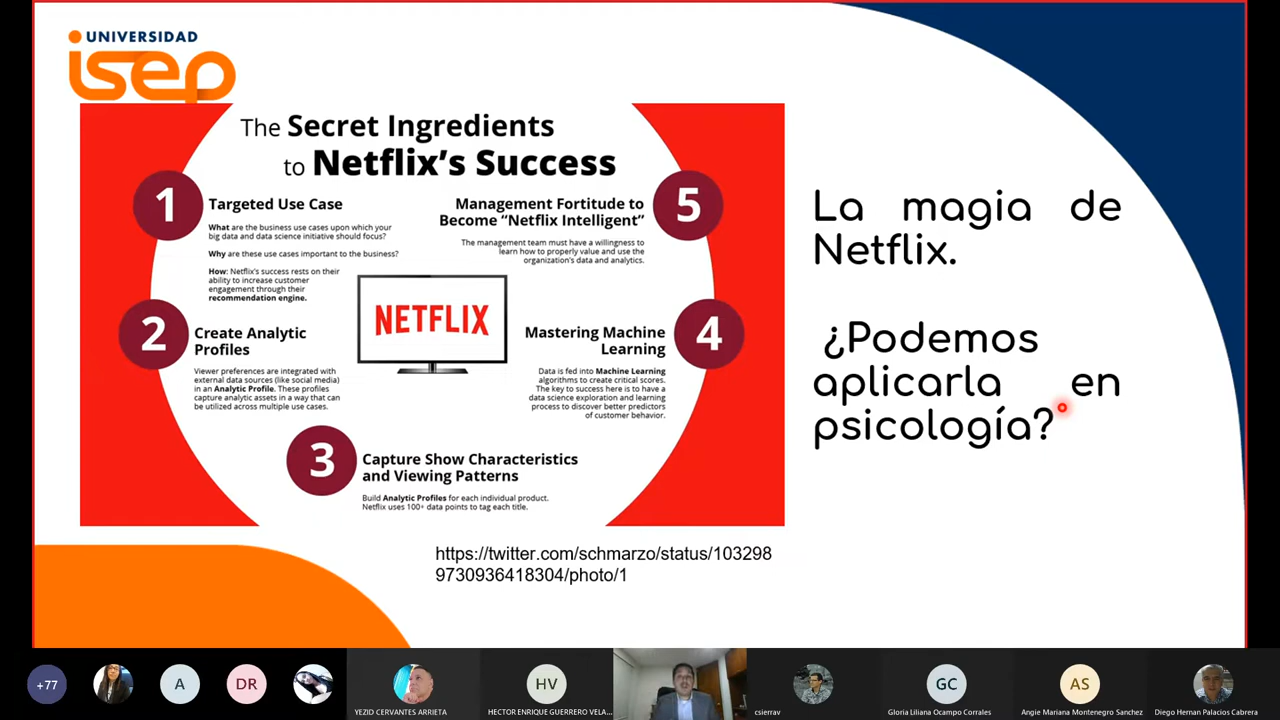 UNIVERSIDAD
isep
The Secret Ingredients
to Netflix's Success
1
Targeted Use Case
What are the business use cases upon which your
big data and data science initiative should focus?
Why are these use cases important to the business?
How: Netflix's success rests on their
ability to increase customer
engagement through their
recommendation engine.
2
Create Analytic
Profiles
Viewer preferences are integrated with
external data sources (like social media)
in an Analytic Profile. These profiles
capture analytic assets in a way that can
be utilized across multiple use cases.
3
Capture Show Characteristics
and Viewing Patterns
Build Analytic Profiles for each individual product.
Netflix uses 100+ data points to tag each title.
NETFLIX
5
Management Fortitude to
Become “Netflix Intelligent”
The management team must have a willingness to
learn how to properly value and use the
organization's data and analytics.
4
Mastering Machine
Learning
Data is fed into Machine Learning
algorithms to create critical scores.
The key to success here is to have a
data science exploration and learning
process to discover better predictors
of customer behavior.
La magia de
Netflix.
¿Podemos
aplicarla en
psicología?
https://twitter.com/schmarzo/status/103298
9730936418304/photo/1
+77
A
DR
YEZID CERVANTES ARRIETA
HV
HECTOR ENRIQUE GUERRERO VELA...
csierrav
GC
Gloria Liliana Ocampo Corrales
AS
Angie Mariana Montenegro Sanchez
Diego Hernan Palacios Cabrera